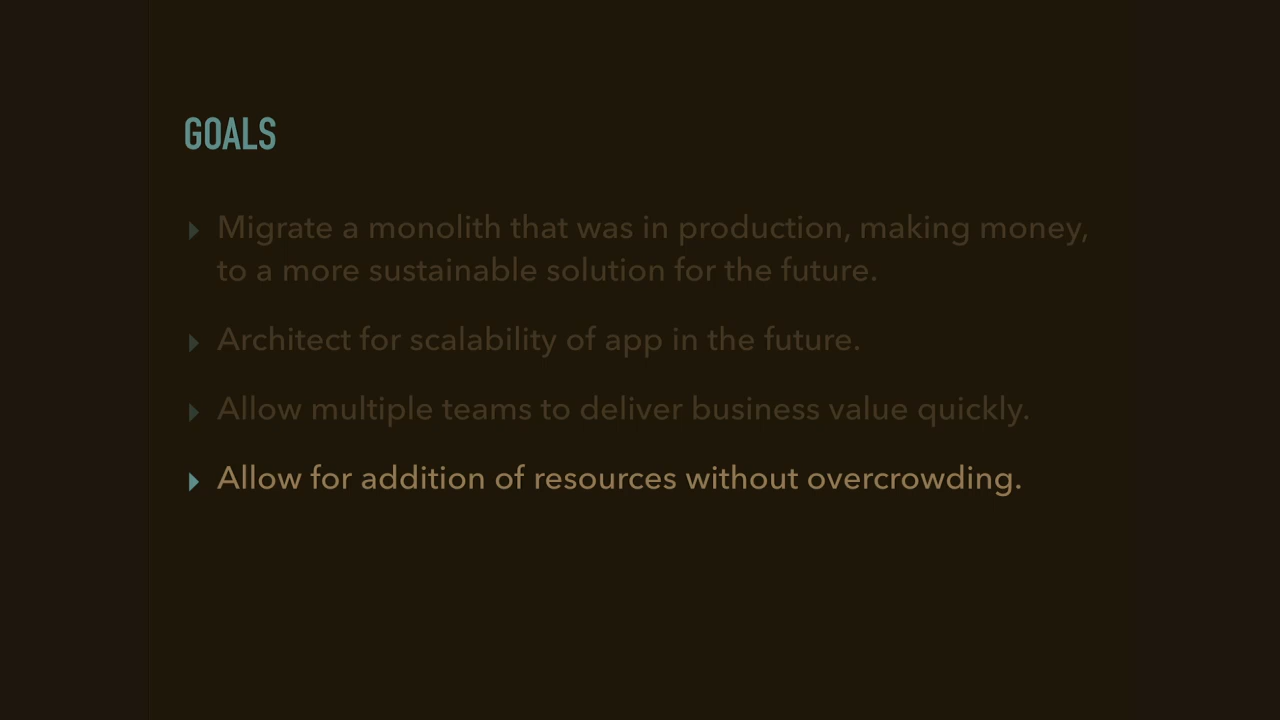 GOALS
Migrate a monolith that was in production, making money,
to a more sustainable solution for the future.
Architect for scalability of app in the future.
Allow multiple teams to deliver business value quickly.
Allow for addition of resources without overcrowding.